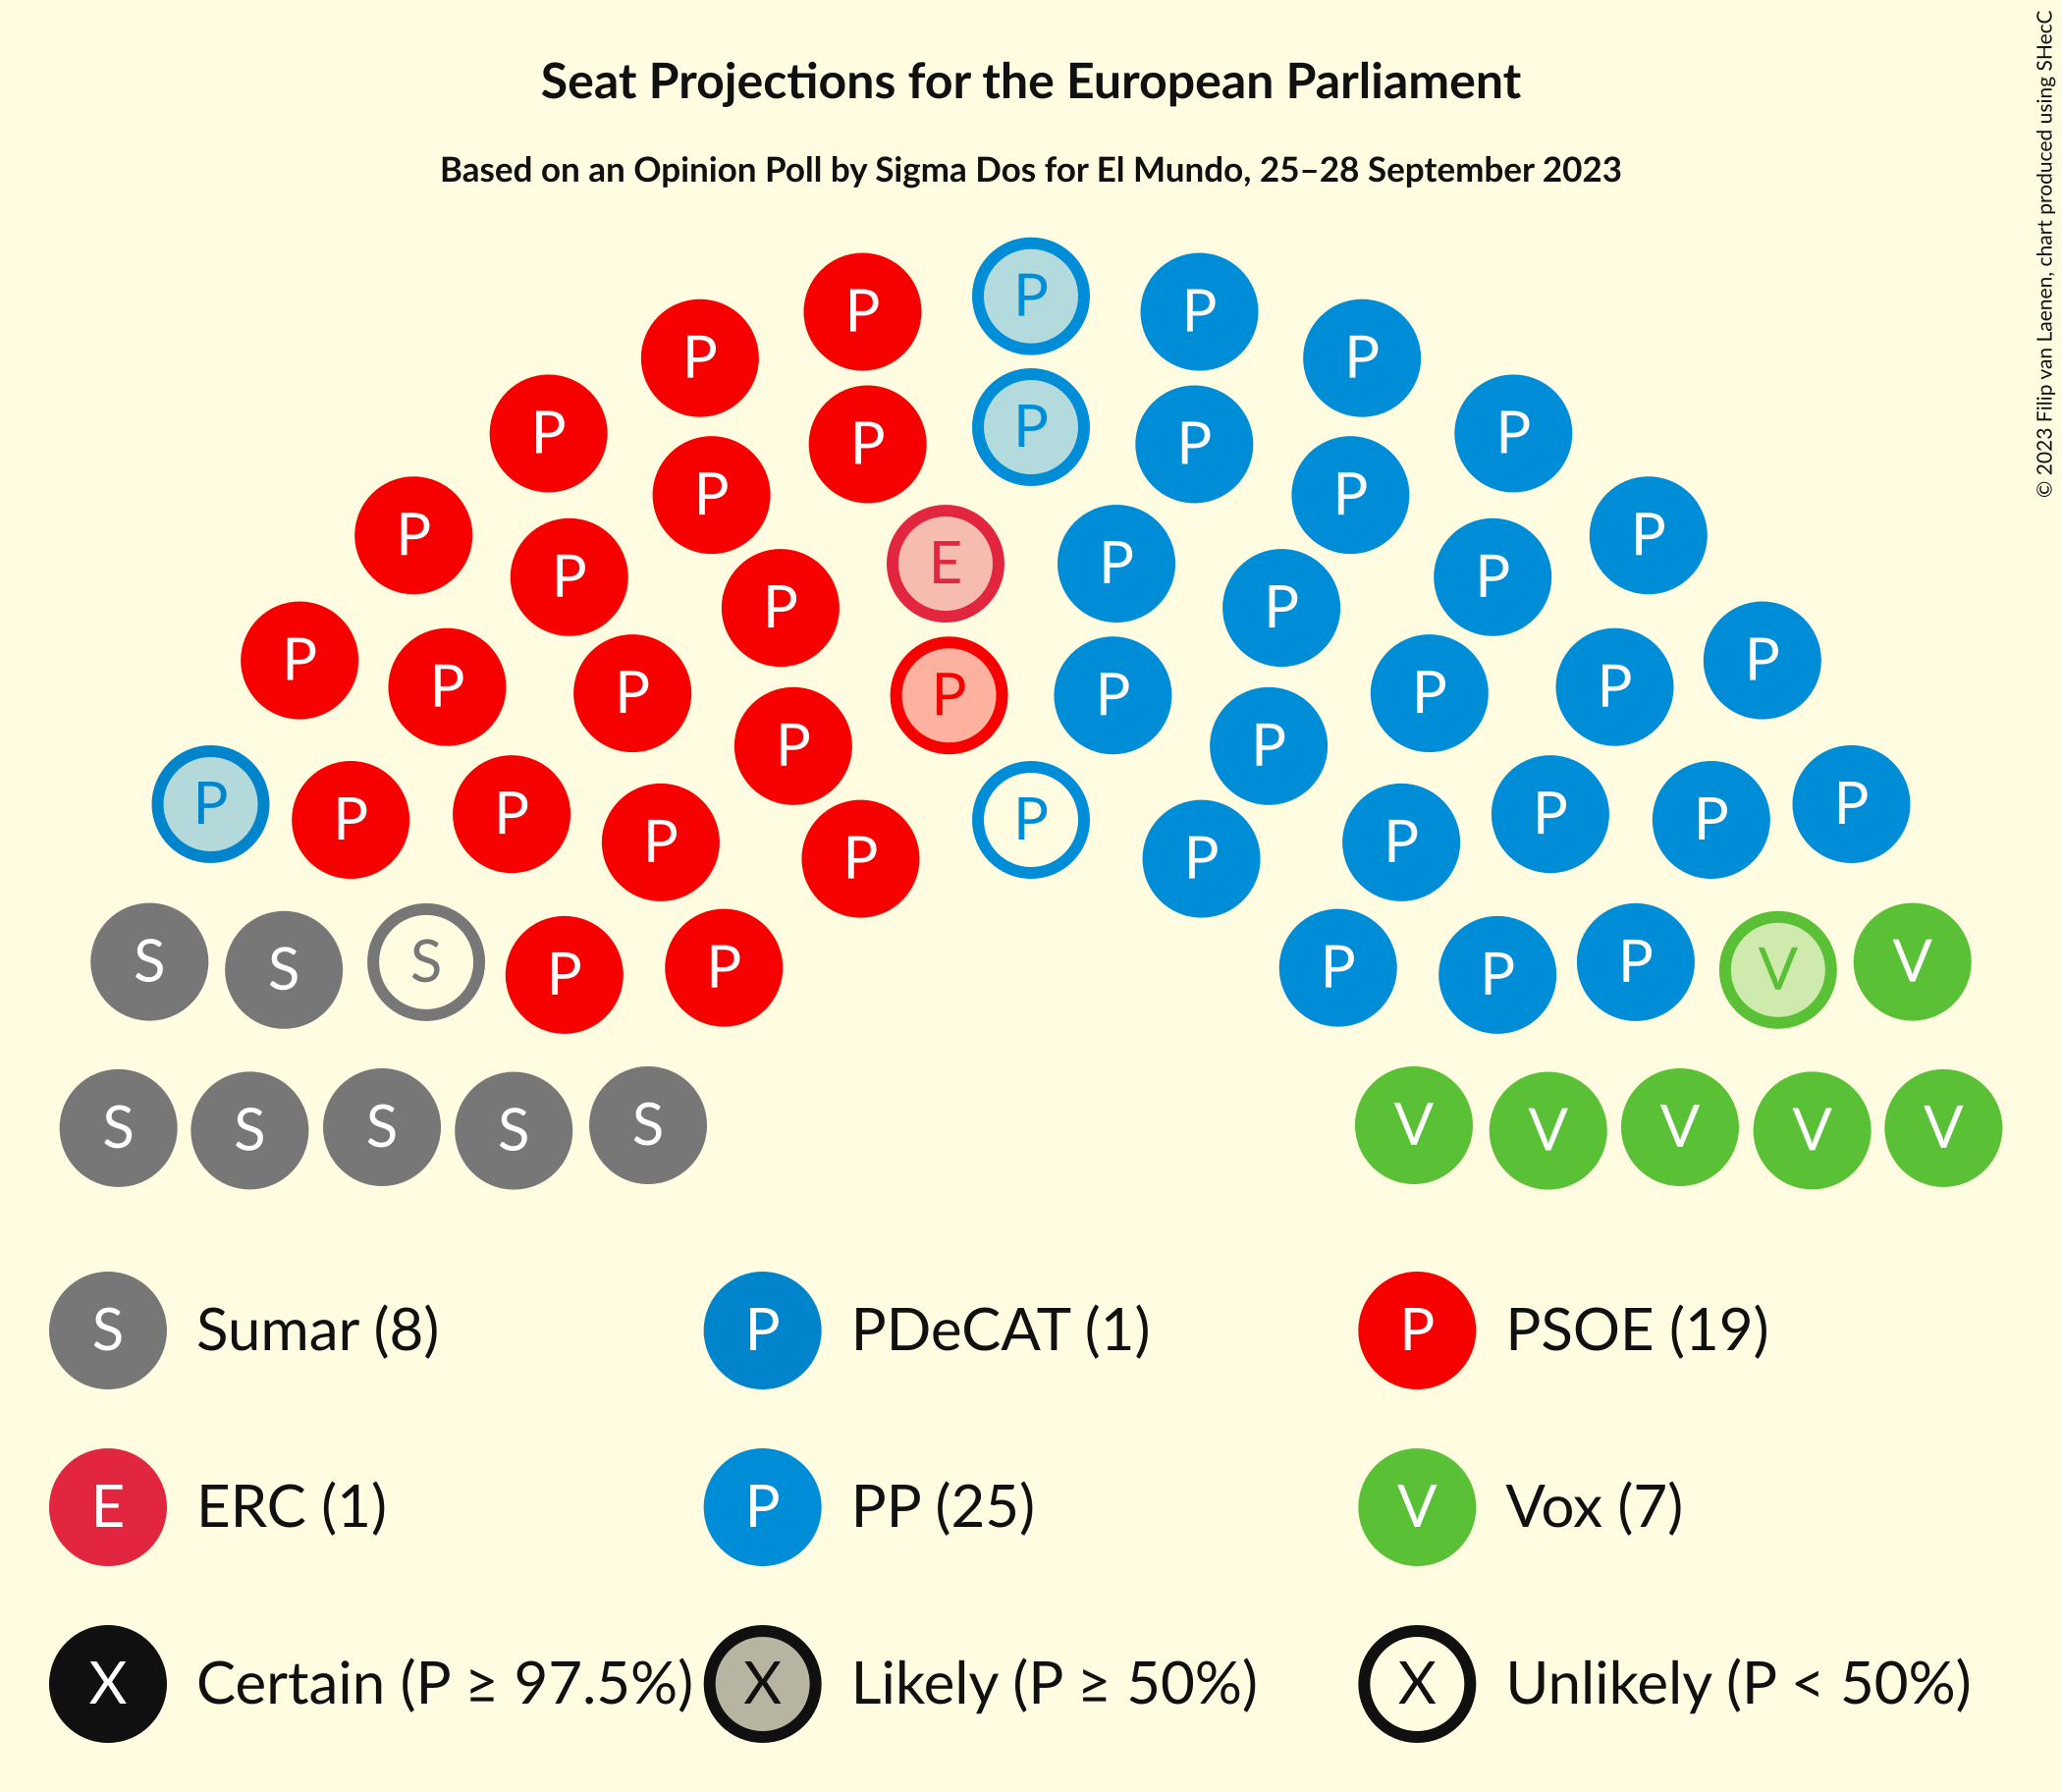 © 2023 Filip van Laenen, chart produced using SHecC
Seat Projections for the European Parliament
Based on an Opinion Poll by Sigma Dos for El Mundo, 25–28 September 2023
P P P
P P
P P P P P
P P
P P E P P P
P P
P P P P P P P P
P P
P P P P P P P P P P P
S S S P P P P P V V
S S S S S V V V V V
S Sumar (8) P PDeCAT (1) P PSOE (19)
E ERC (1) P PP (25) V Vox (7)
X Certain (P ≥ 97.5%) X Likely (P ≥ 50%) X Unlikely (P < 50%)